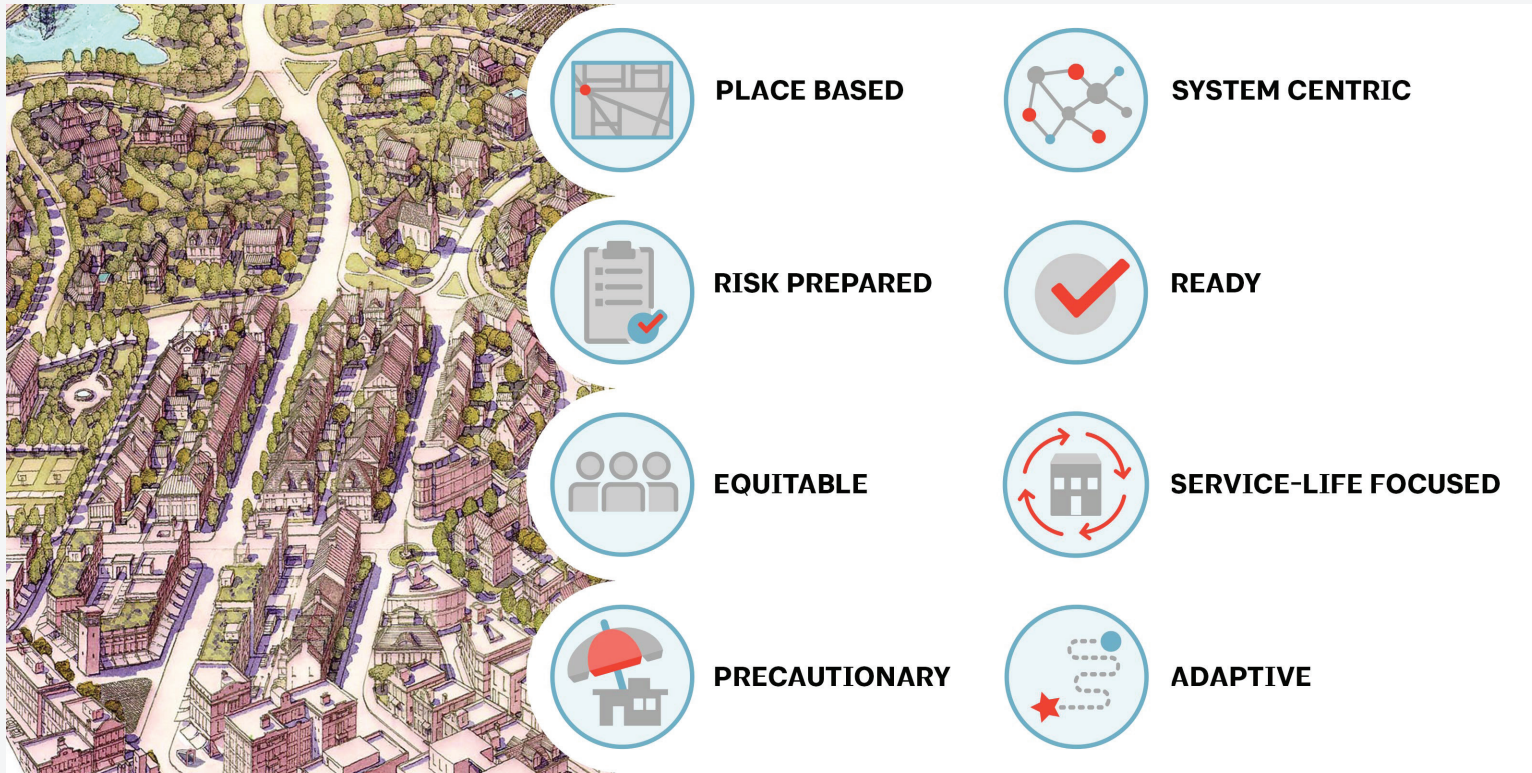 PLACE BASED
SYSTEM CENTRIC
RISK PREPARED
READY
EQUITABLE
SERVICE-LIFE FOCUSED
PRECAUTIONARY
ADAPTIVE